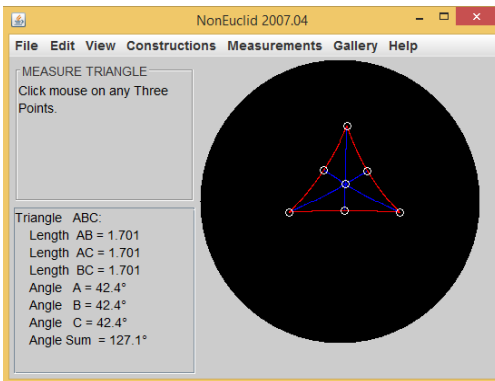 NonEuclid 2007.04
File Edit View Constructions Measurements Gallery Help
MEASURE TRIANGLE
Click mouse on any Three
Points.
Triangle ABC:
Length AB = 1.701
Length AC = 1.701
Length BC = 1.701
Angle A = 42.4°
Angle B = 42.4°
Angle C = 42.4°
Angle Sum = 127.1°